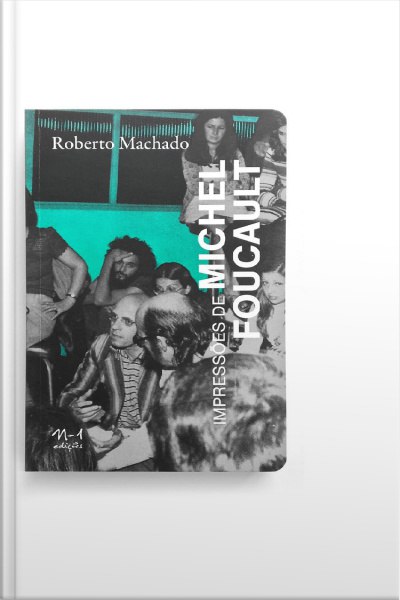 Roberto Machado
IMPRESSÕES DE MICHEL
FOUCAULT
n-1
edições